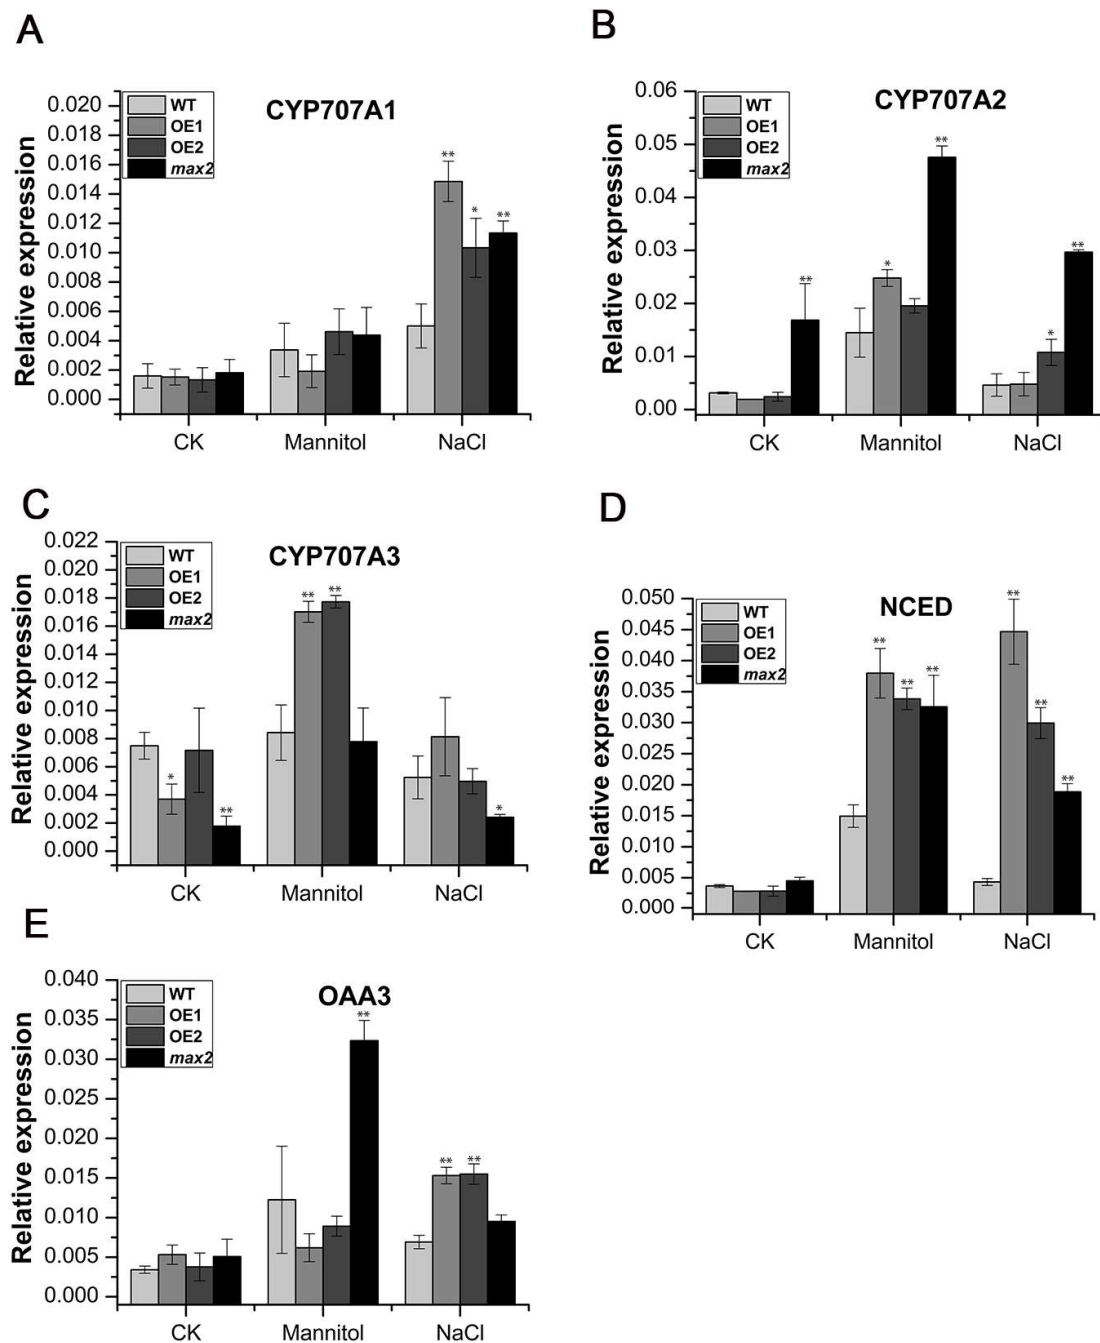 A
CYP707A1
WT
OE1
OE2
max2
Relative expression
0.020
0.018
0.016
0.014
0.012
0.010
0.008
0.006
0.004
0.002
0.000
**
*
**
CK Mannitol NaCl
B
CYP707A2
WT
OE1
OE2
max2
Relative expression
0.06
0.05
0.04
0.03
0.02
0.01
0.00
**
*
**
*
**
CK Mannitol NaCl
C
CYP707A3
WT
OE1
OE2
max2
Relative expression
0.022
0.020
0.018
0.016
0.014
0.012
0.010
0.008
0.006
0.004
0.002
0.000
*
**
**
**
*
CK Mannitol NaCl
D
NCED
WT
OE1
OE2
max2
Relative expression
0.050
0.045
0.040
0.035
0.030
0.025
0.020
0.015
0.010
0.005
0.000
**
**
**
**
**
**
CK Mannitol NaCl
E
OAA3
WT
OE1
OE2
max2
Relative expression
0.040
0.035
0.030
0.025
0.020
0.015
0.010
0.005
0.000
**
**
**
CK Mannitol NaCl